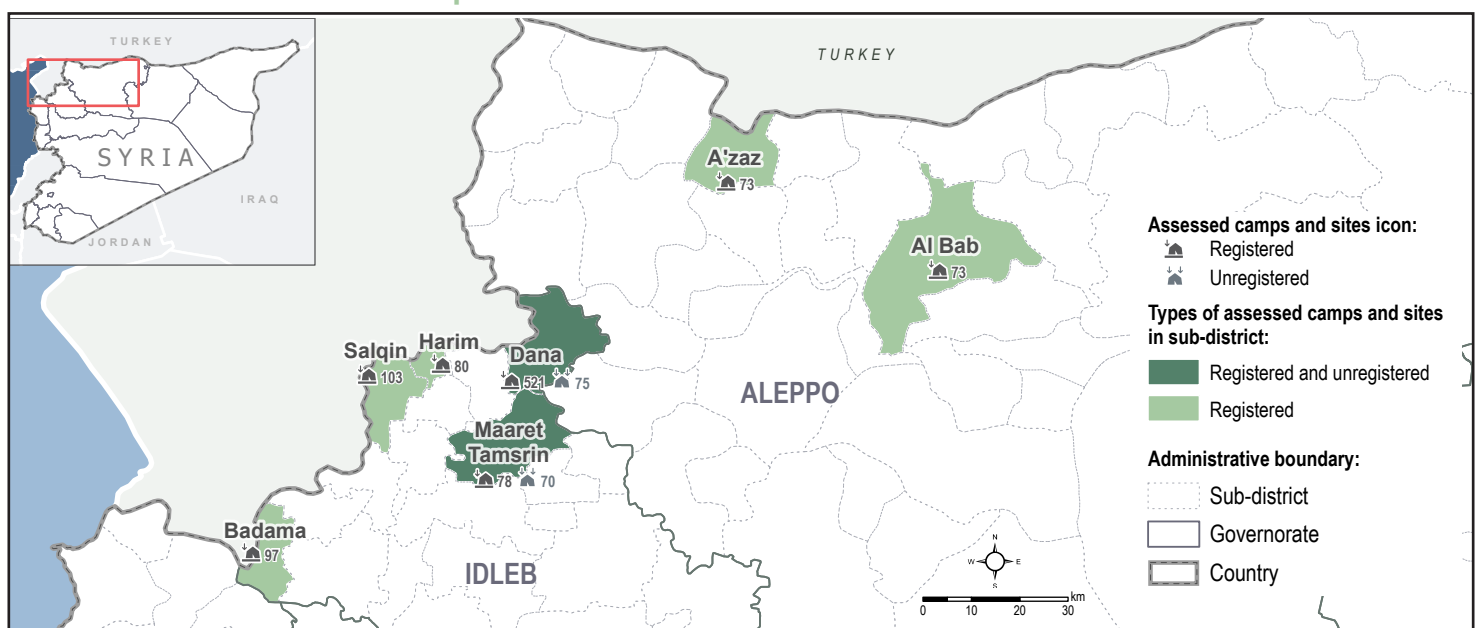 TURKEY
SYRIA
IRAQ
JORDAN
TURKEY
A'zaz
73
Al Bab
73
Harim
80
Salqin
103
Dana
521 75
ALEPPO
Maaret
Tamsrin
78 70
Badama
97
IDLEB
N
W E
S
km
0 10 20 30
Assessed camps and sites icon:
Registered
Unregistered
Types of assessed camps and sites
in sub-district:
Registered and unregistered
Registered
Administrative boundary:
Sub-district
Governorate
Country